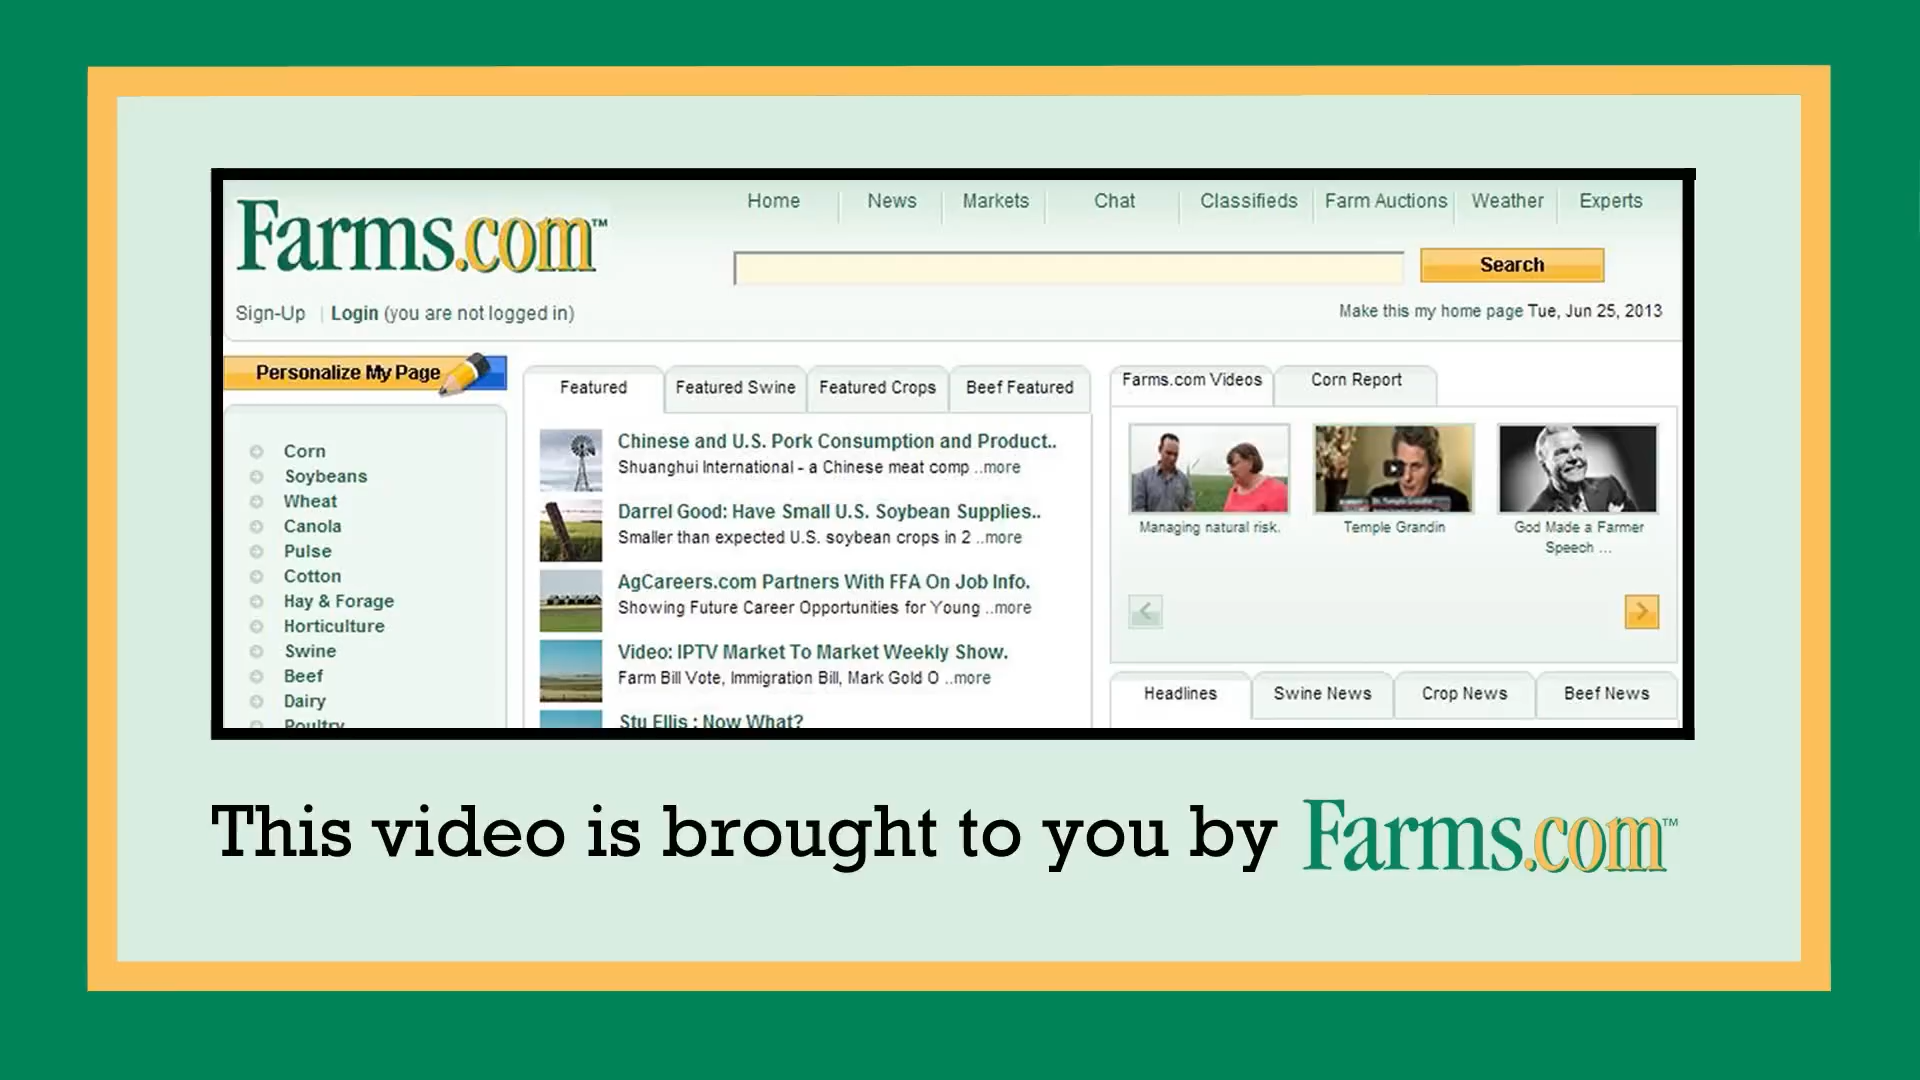 Farms.com™
Home News Markets Chat Classifieds Farm Auctions Weather Experts
Search
Sign-Up | Login (you are not logged in)
Make this my home page Tue, Jun 25, 2013
Personalize My Page
Corn
Soybeans
Wheat
Canola
Pulse
Cotton
Hay & Forage
Horticulture
Swine
Beef
Dairy
Poultry
Featured Featured Swine Featured Crops Beef Featured
Chinese and U.S. Pork Consumption and Product..
Shuanghui International - a Chinese meat comp ..more
Darrel Good: Have Small U.S. Soybean Supplies..
Smaller than expected U.S. soybean crops in 2 ..more
AgCareers.com Partners With FFA On Job Info.
Showing Future Career Opportunities for Young ..more
Video: IPTV Market To Market Weekly Show.
Farm Bill Vote, Immigration Bill, Mark Gold O ..more
Stu Ellis : Now What?
Farms.com Videos Corn Report
Managing natural risk.
Temple Grandin
God Made a Farmer
Speech ...
Headlines Swine News Crop News Beef News
This video is brought to you by Farms.com™